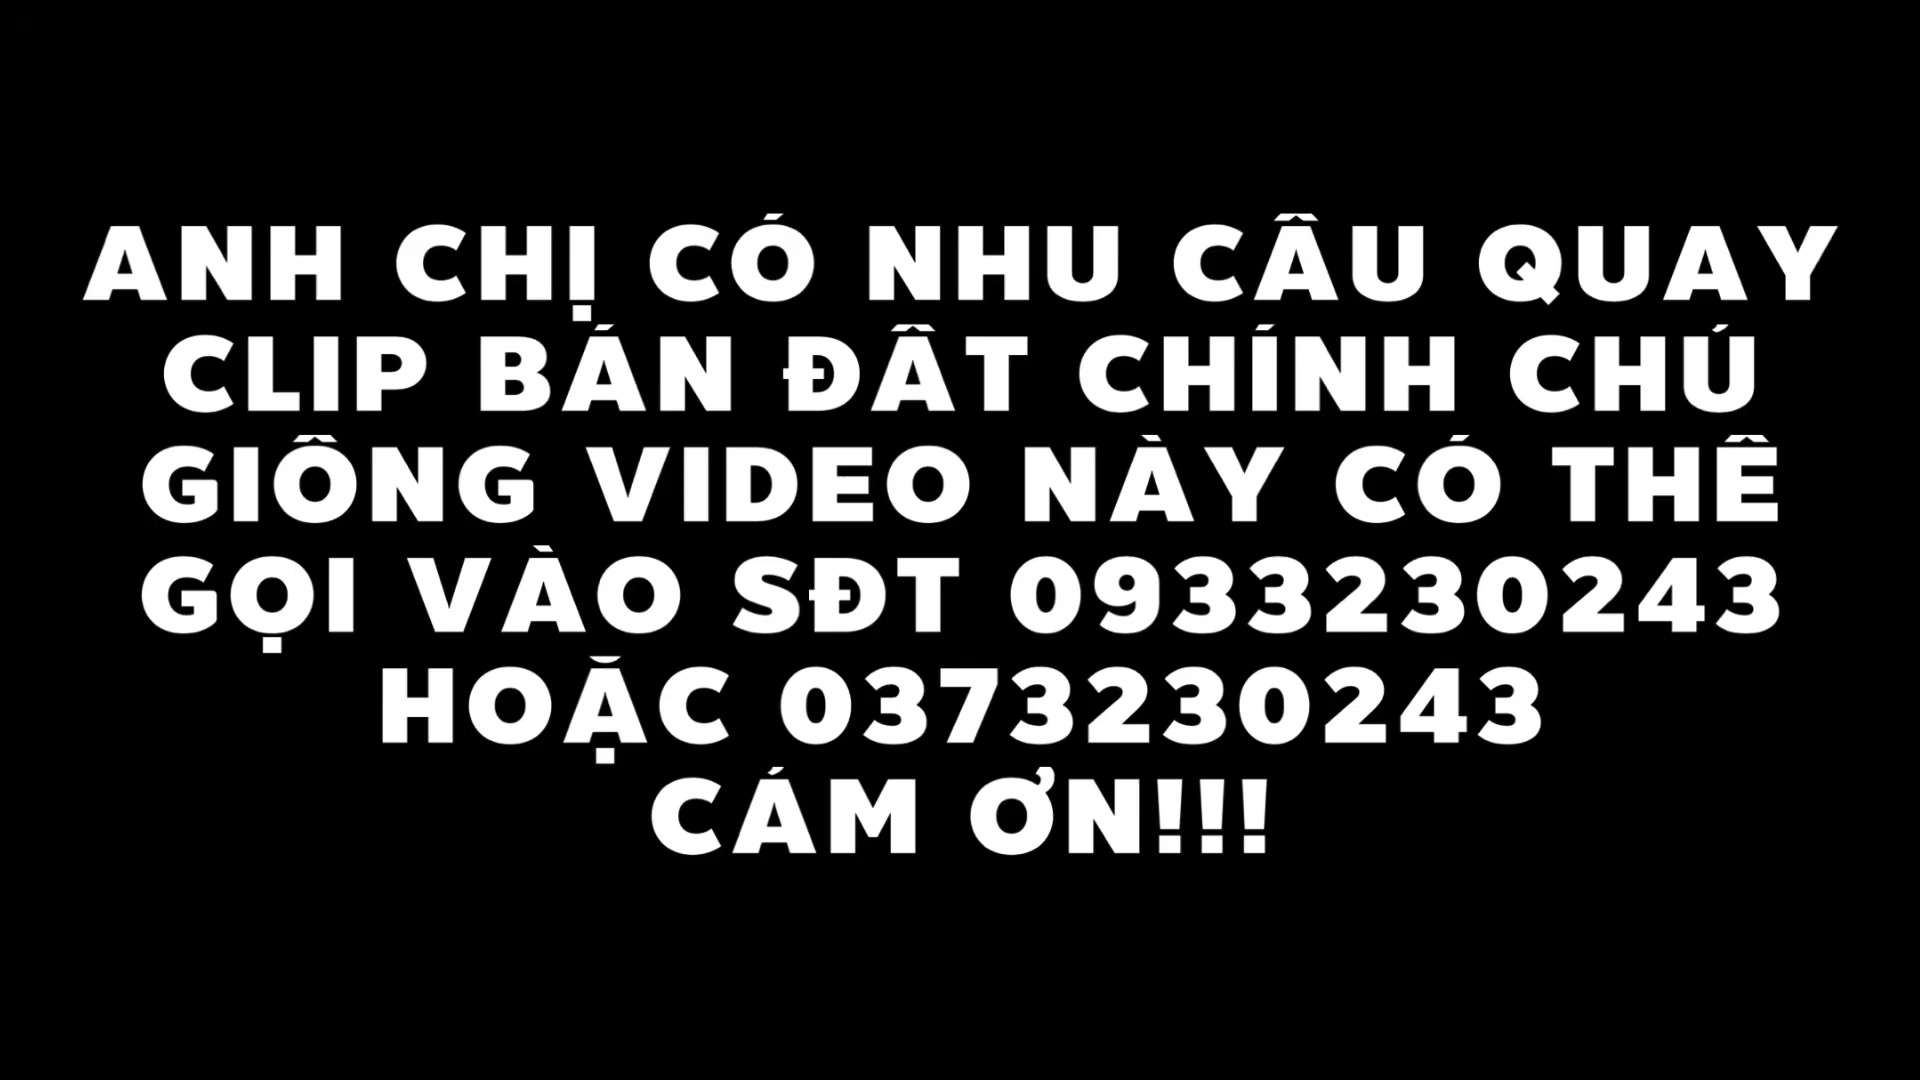 ANH CHỊ CÓ NHU CẦU QUAY
CLIP BÁN ĐẤT CHÍNH CHỦ
GIỐNG VIDEO NÀY CÓ THỂ
GỌI VÀO SĐT 0933230243
HOẶC 0373230243
CÁM ƠN!!!